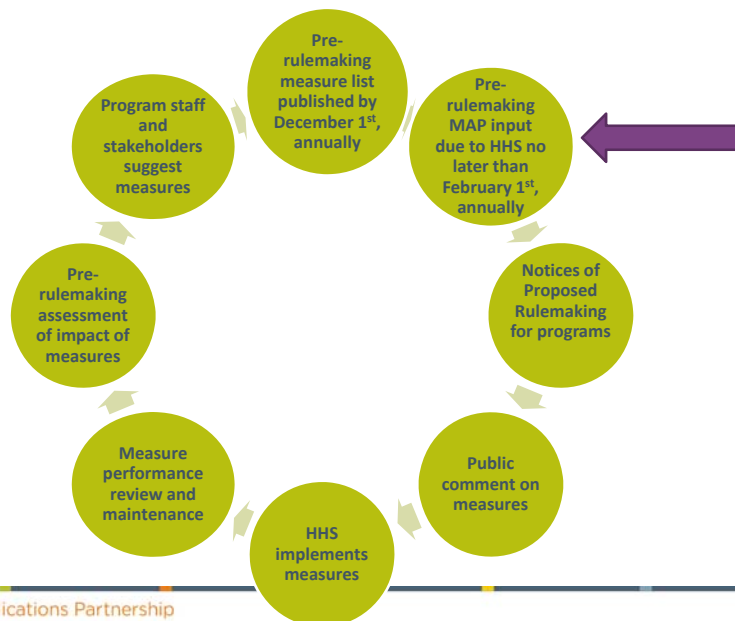 Pre-
rulemaking
measure list
published by
December 1st,
annually
Pre-
rulemaking
MAP input
due to HHS no
later than
February 1st,
annually
Notices of
Proposed
Rulemaking
for programs
Public
comment on
measures
HHS
implements
measures
Measure
performance
review and
maintenance
Pre-
rulemaking
assessment
of impact of
measures
Program staff
and
stakeholders
suggest
measures
ications Partnership